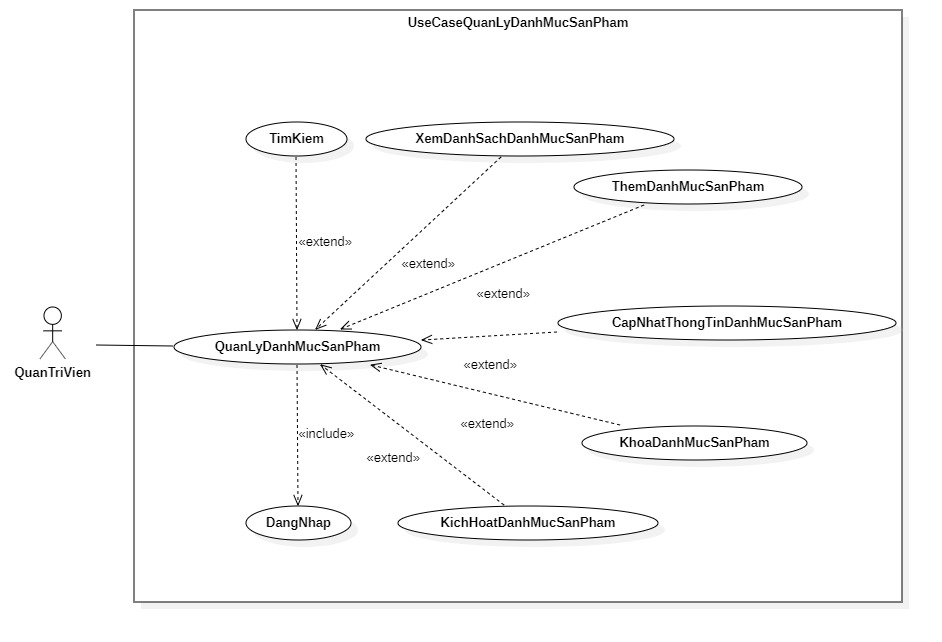 UseCaseQuanLyDanhMucSanPham
TimKiem
XemDanhSachDanhMucSanPham
ThemDanhMucSanPham
«extend»
«extend»
«extend»
CapNhatThongTinDanhMucSanPham
QuanLyDanhMucSanPham
QuanTriVien
«extend»
«extend»
«include»
KhoaDanhMucSanPham
«extend»
DangNhap
KichHoatDanhMucSanPham